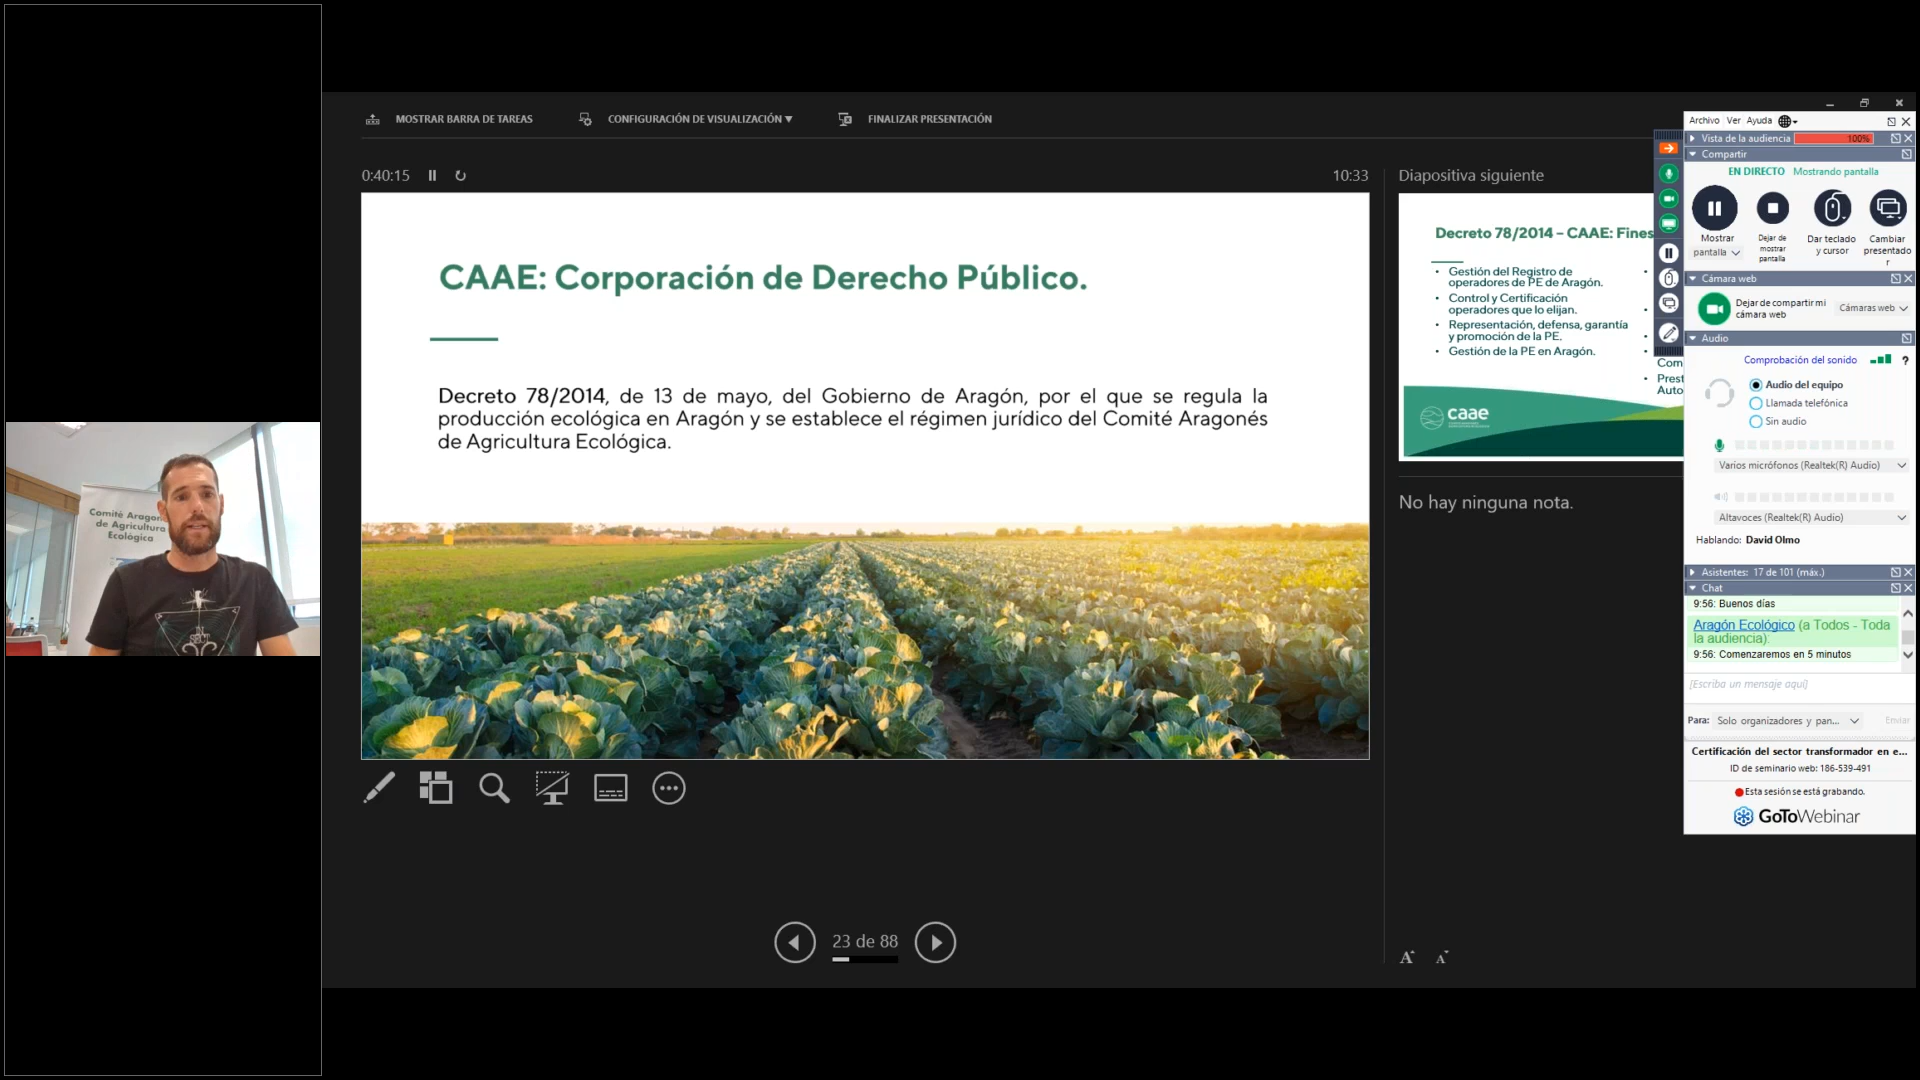 Comité Aragon
de Agricultura
Ecológica
MOSTRAR BARRA DE TAREAS
CONFIGURACIÓN DE VISUALIZACIÓN ▼
FINALIZAR PRESENTACIÓN
0:40:15
10:33
CAAE: Corporación de Derecho Público.
Decreto 78/2014, de 13 de mayo, del Gobierno de Aragón, por el que se regula la
producción ecológica en Aragón y se establece el régimen jurídico del Comité Aragonés
de Agricultura Ecológica.
23 de 88
Diapositiva siguiente
Decreto 78/2014 – CAAE: Fines
• Gestión del Registro de
operadores de PE de Aragón.
• Control y Certificación
operadores que lo elijan.
• Representación, defensa, garantía
y promoción de la PE.
• Gestión de la PE en Aragón.
Com
Prest
Auto
caae
No hay ninguna nota.
A A
Archivo Ver Ayuda
Vista de la audiencia 100%
Compartir
EN DIRECTO Mostrando pantalla
Mostrar
pantalla
Dejar de
mostrar
pantalla
Dar teclado
y cursor
Cambiar
presentado
r
Cámara web
Dejar de compartir mi
cámara web
Cámaras web
Audio
Comprobación del sonido ?
Audio del equipo
Llamada telefónica
Sin audio
Varios micrófonos (Realtek(R) Audio)
Altavoces (Realtek(R) Audio)
Hablando: David Olmo
Asistentes: 17 de 101 (máx.)
Chat
9:56: Buenos días
Aragón Ecológico (a Todos - Toda
la audiencia):
9:56: Comenzaremos en 5 minutos
[Escriba un mensaje aquí]
Para: Solo organizadores y pan... Enviar
Certificación del sector transformador en e...
ID de seminario web: 186-539-491
Esta sesión se está grabando.
GoToWebinar